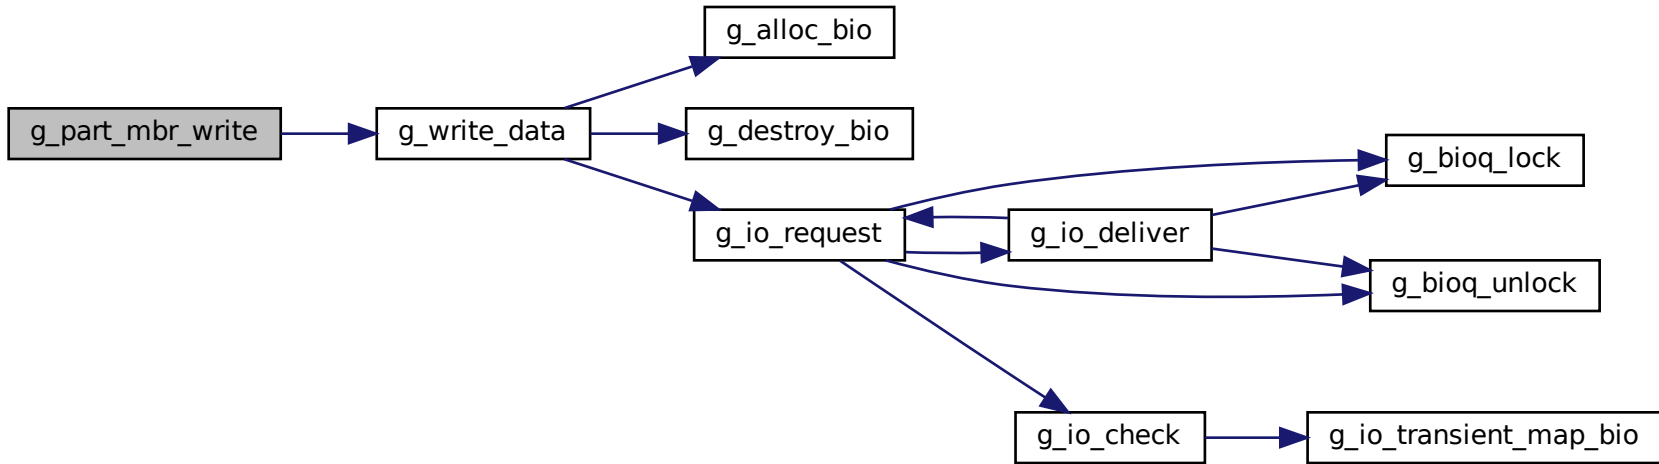 g_alloc_bio
g_part_mbr_write
g_write_data
g_destroy_bio
g_bioq_lock
g_io_request
g_io_deliver
g_bioq_unlock
g_io_check
g_io_transient_map_bio